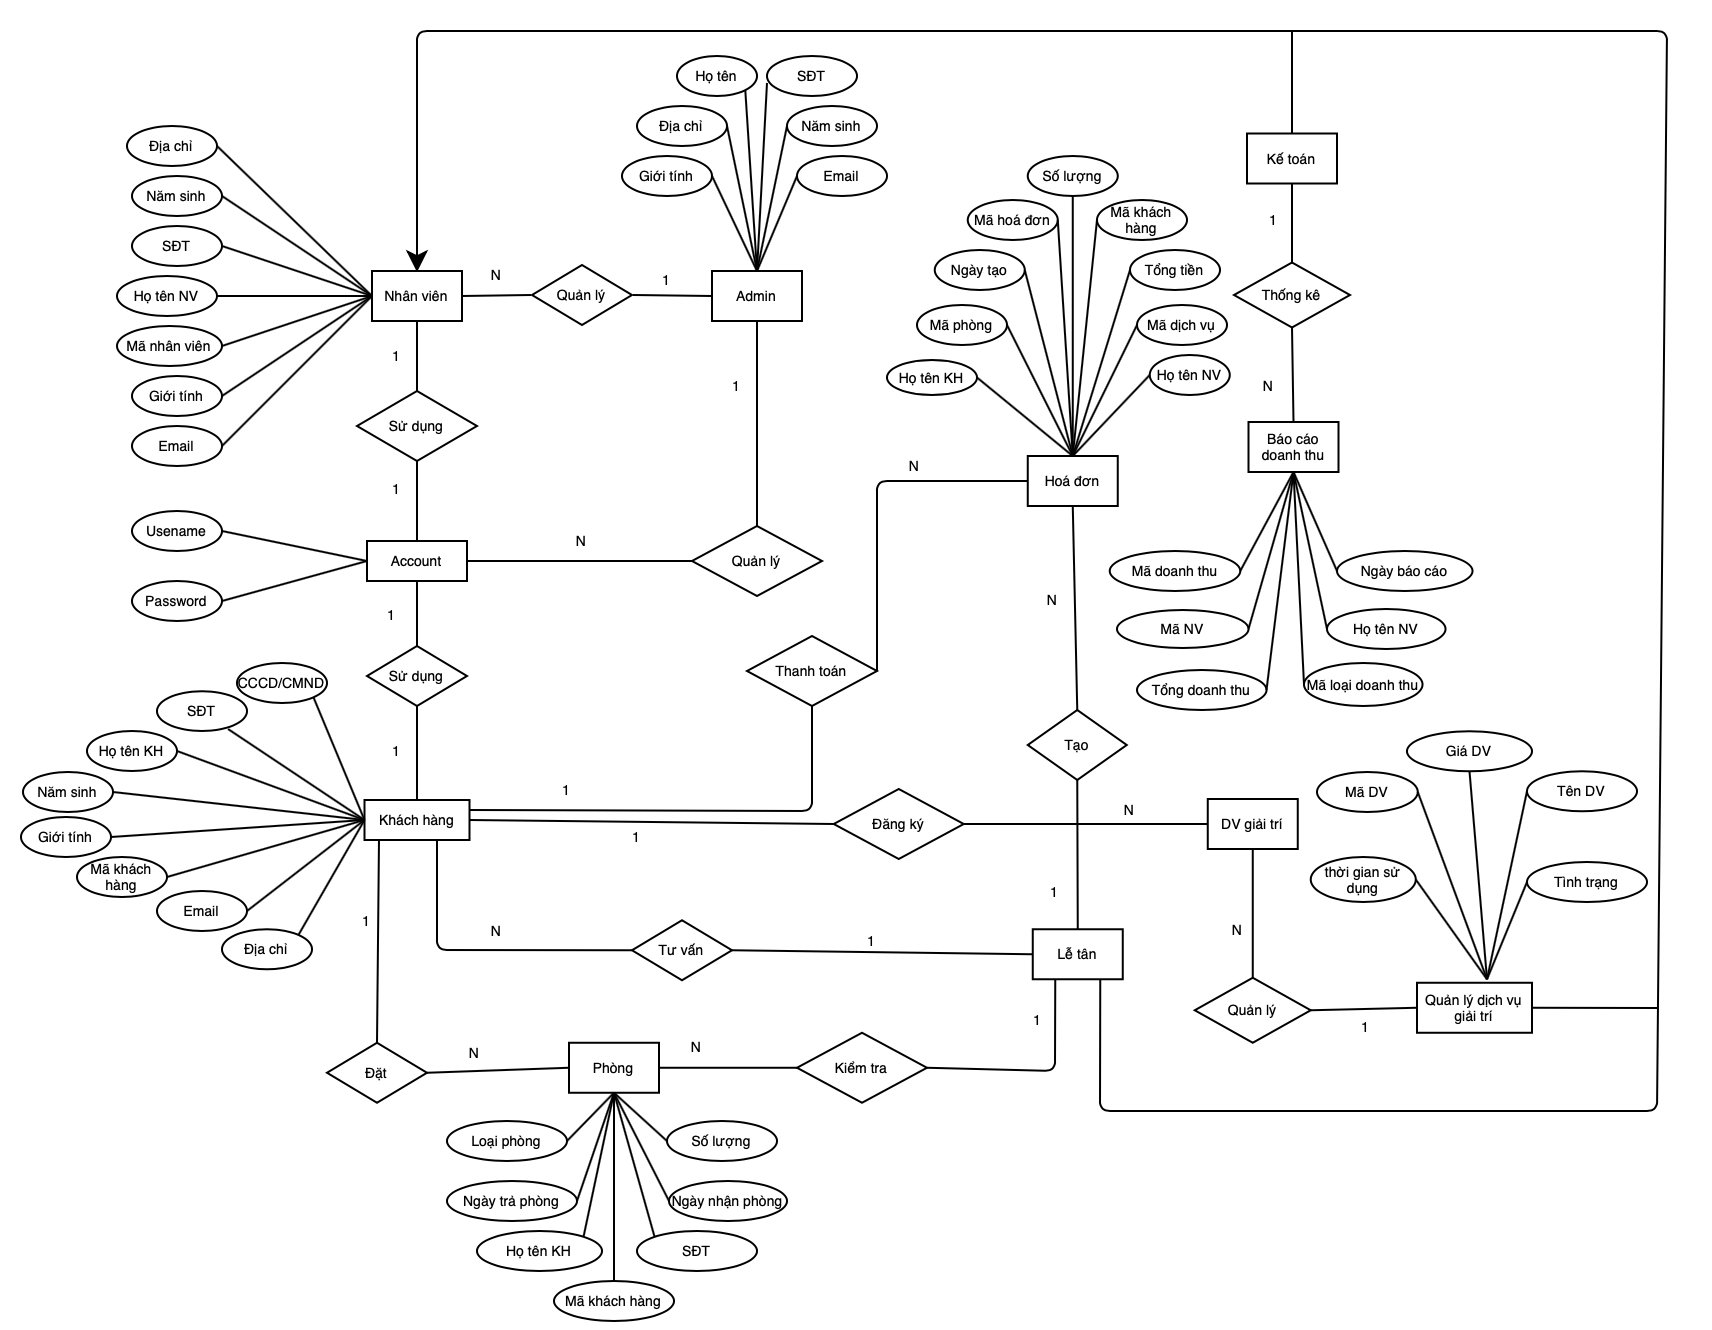 Họ tên
SĐT
Địa chỉ
Năm sinh
Giới tính
Email
Địa chỉ
Năm sinh
SĐT
Họ tên NV
Mã nhân viên
Giới tính
Email
Nhân viên
N
Quản lý
1
Admin
1
Sử dụng
1
1
Usename
Password
Account
N
Quản lý
1
Sử dụng
1
Số lượng
Mã hoá đơn
Mã khách
hàng
Ngày tạo
Tổng tiền
Mã phòng
Mã dịch vụ
Họ tên KH
Họ tên NV
N
Hoá đơn
Kế toán
1
Thống kê
N
Báo cáo
doanh thu
Mã doanh thu
Ngày báo cáo
Mã NV
Họ tên NV
Tổng doanh thu
Mã loại doanh thu
N
Thanh toán
Tạo
CCCD/CMND
SĐT
Họ tên KH
Năm sinh
Giới tính
Mã khách
hàng
Email
Địa chỉ
Khách hàng
1
1
Đăng ký
N
DV giải trí
1
Giá DV
Mã DV
Tên DV
thời gian sử
dụng
Tình trạng
1
N
Tư vấn
1
Lễ tân
N
Quản lý
1
Quản lý dịch vụ
giải trí
1
Đặt
N
Phòng
N
Kiểm tra
Loại phòng
Số lượng
Ngày trả phòng
Ngày nhận phòng
Họ tên KH
SĐT
Mã khách hàng